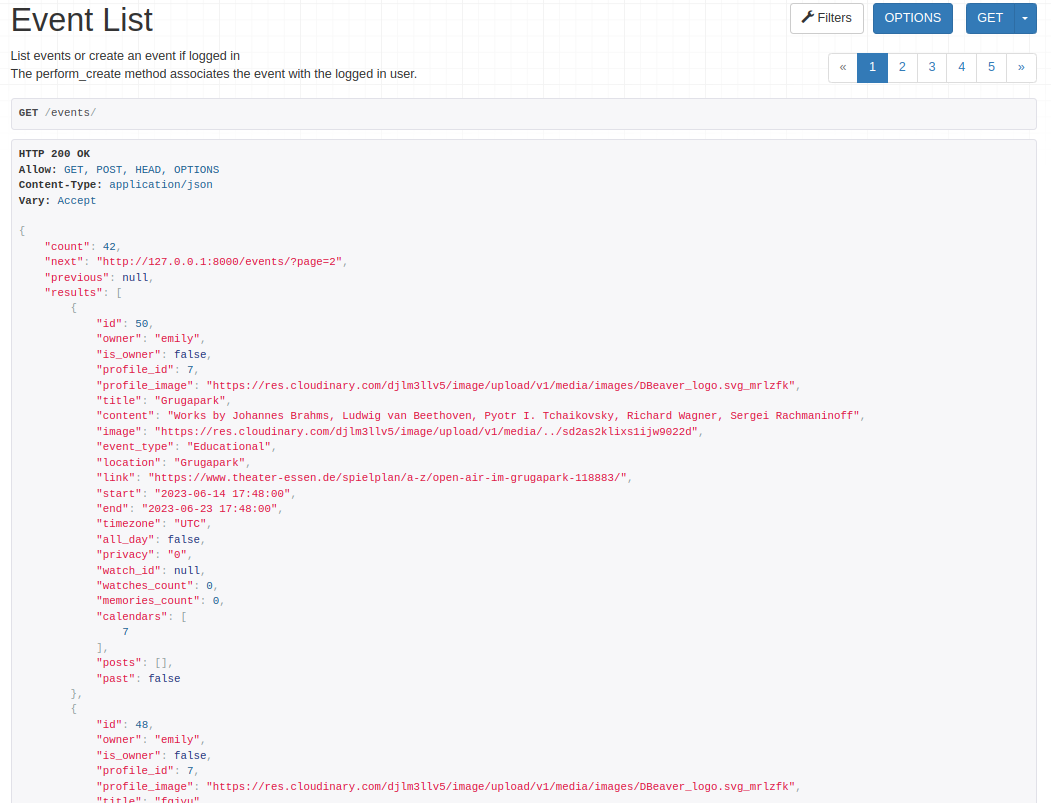 Event List
Filters
OPTIONS
GET
List events or create an event if logged in
The perform_create method associates the event with the logged in user.
« 1 2 3 4 5 »
GET /events/
HTTP 200 OK
Allow: GET, POST, HEAD, OPTIONS
Content-Type: application/json
Vary: Accept
{
    "count": 42,
    "next": "http://127.0.0.1:8000/events/?page=2",
    "previous": null,
    "results": [
        {
            "id": 50,
            "owner": "emily",
            "is_owner": false,
            "profile_id": 7,
            "profile_image": "https://res.cloudinary.com/djlm3llv5/image/upload/v1/media/images/DBeaver_logo.svg_mrlzfk",
            "title": "Grugapark",
            "content": "Works by Johannes Brahms, Ludwig van Beethoven, Pyotr I. Tchaikovsky, Richard Wagner, Sergei Rachmaninoff",
            "image": "https://res.cloudinary.com/djlm3llv5/image/upload/v1/media/../sd2as2klixs1ijw9022d",
            "event_type": "Educational",
            "location": "Grugapark",
            "link": "https://www.theater-essen.de/spielplan/a-z/open-air-im-grugapark-118883/",
            "start": "2023-06-14 17:48:00",
            "end": "2023-06-23 17:48:00",
            "timezone": "UTC",
            "all_day": false,
            "privacy": "0",
            "watch_id": null,
            "watches_count": 0,
            "memories_count": 0,
            "calendars": [
                7
            ],
            "posts": [],
            "past": false
        },
        {
            "id": 48,
            "owner": "emily",
            "is_owner": false,
            "profile_id": 7,
            "profile_image": "https://res.cloudinary.com/djlm3llv5/image/upload/v1/media/images/DBeaver_logo.svg_mrlzfk",
            "title":